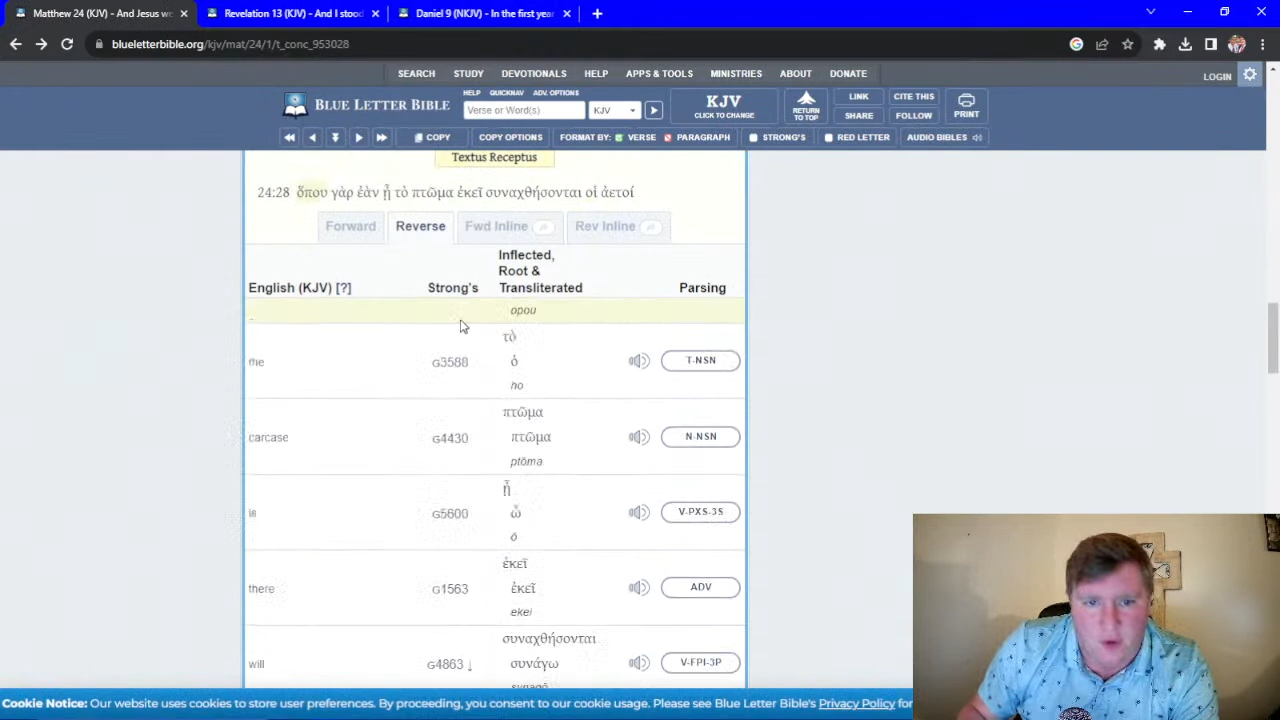 Matthew 24 (KJV) - And Jesus we
Revelation 13 (KJV) - And I stood
Daniel 9 (NKJV) - In the first year
blueletterbible.org/kjv/mat/24/1/t_conc_953028
SEARCH STUDY DEVOTIONALS HELP APPS & TOOLS MINISTRIES ABOUT DONATE LOGIN
BLUE LETTER BIBLE
HELP QUICKNAV ADV. OPTIONS
Verse or Word(s) KJV
KJV
CLICK TO CHANGE
RETURN
TO TOP
LINK CITE THIS
SHARE FOLLOW
PRINT
COPY COPY OPTIONS FORMAT BY: VERSE PARAGRAPH STRONG'S RED LETTER AUDIO BIBLES
Textus Receptus
24:28 ὅπου γὰρ ἐὰν ᾖ τὸ πτῶμα ἐκεῖ συναχθήσονται οἱ ἀετοί
Forward Reverse Fwd Inline Rev Inline
English (KJV) [?] Strong's Inflected,
Root &
Transliterated Parsing
opou
τὸ
the G3588 ὁ T-NSN
ho
πτῶμα
carcase G4430 πτῶμα N-NSN
ptōma
ᾖ
is G5600 ὦ V-PXS-3S
ō
ἐκεῖ
there G1563 ἐκεῖ ADV
ekei
συναχθήσονται
will G4863 ↓ συνάγω V-FPI-3P
Cookie Notice: Our website uses cookies to store user preferences. By proceeding, you consent to our cookie usage. Please see Blue Letter Bible's Privacy Policy for